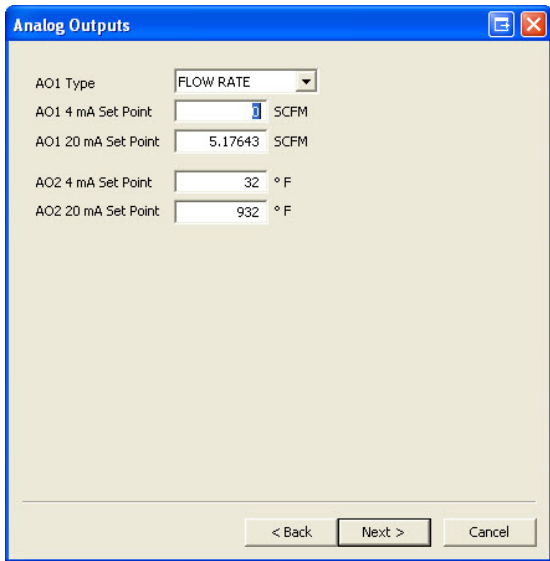 Analog Outputs
AO1 Type FLOW RATE
AO1 4 mA Set Point 0 SCFM
AO1 20 mA Set Point 5.17643 SCFM
AO2 4 mA Set Point 32 ° F
AO2 20 mA Set Point 932 ° F
< Back Next > Cancel